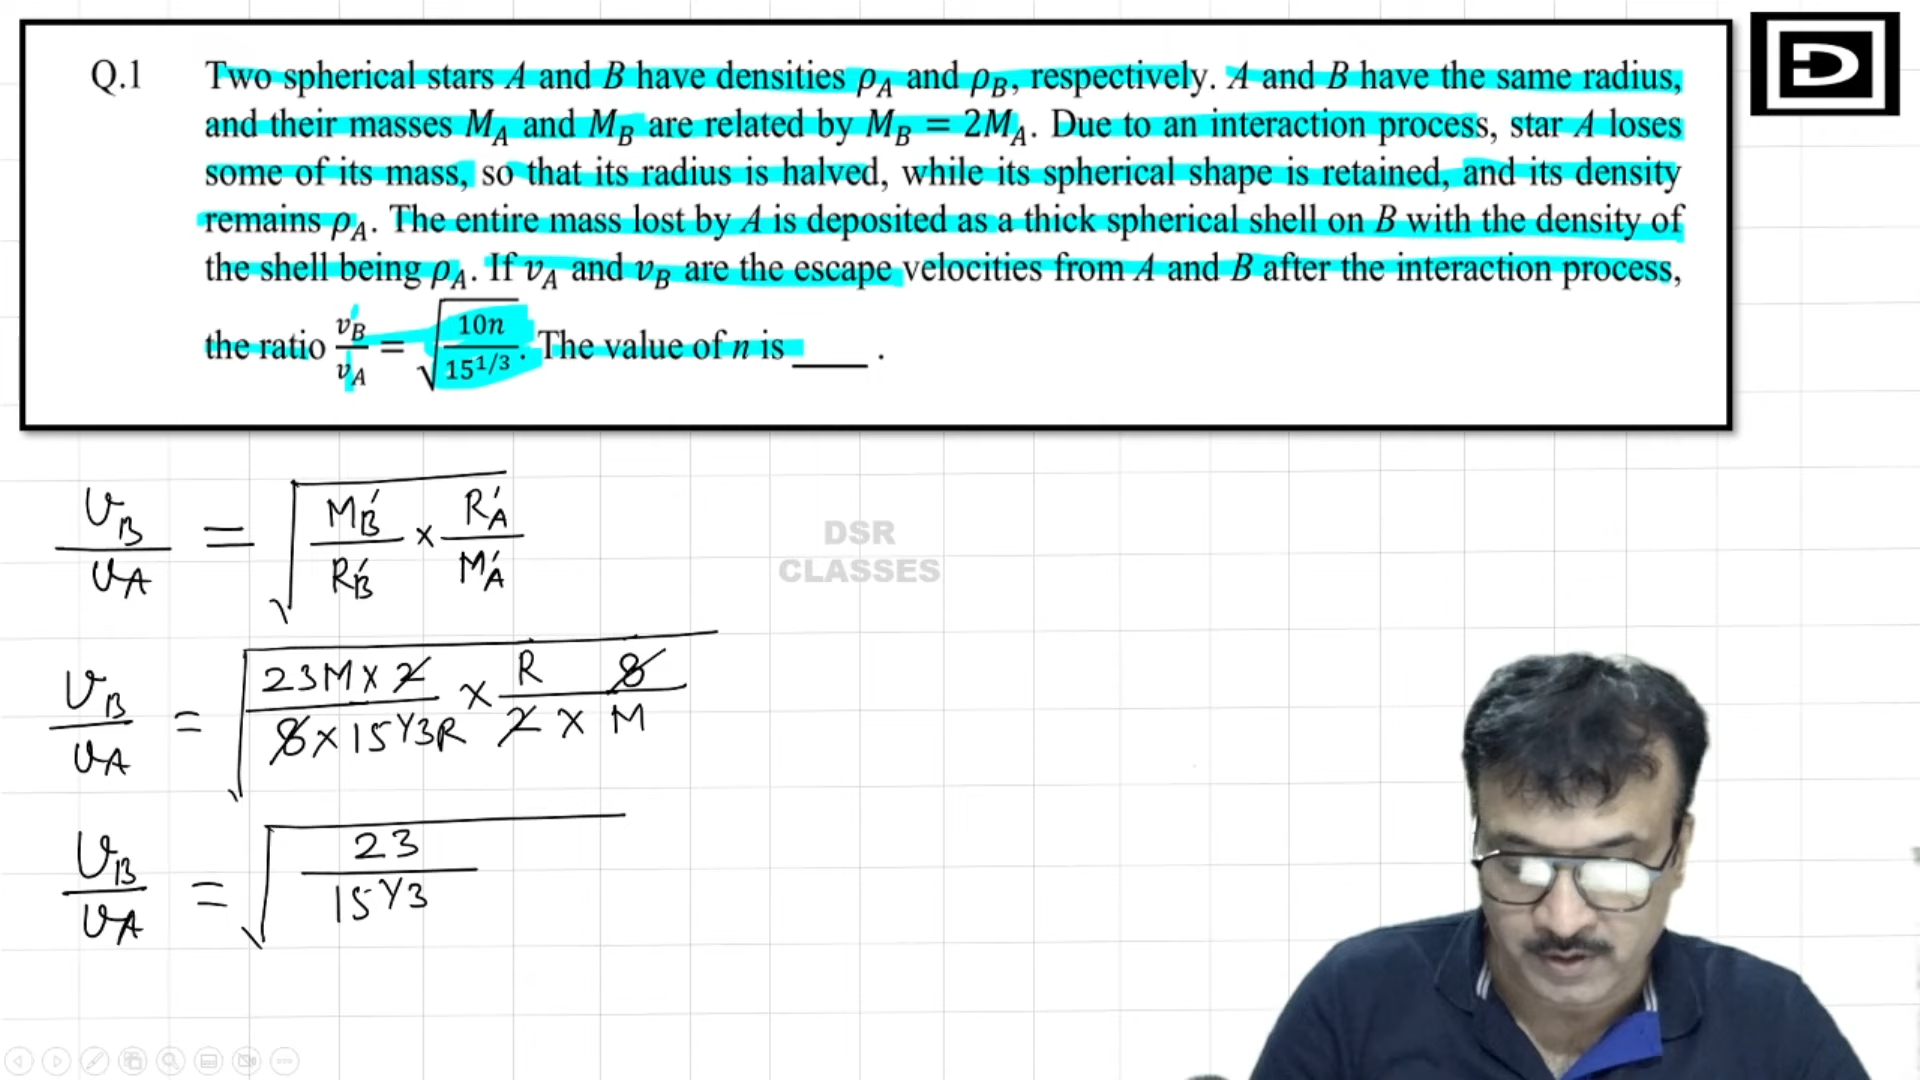 Q.1 Two spherical stars A and B have densities ρ_A and ρ_B, respectively. A and B have the same radius,
and their masses M_A and M_B are related by M_B = 2M_A. Due to an interaction process, star A loses
some of its mass, so that its radius is halved, while its spherical shape is retained, and its density
remains ρ_A. The entire mass lost by A is deposited as a thick spherical shell on B with the density of
the shell being ρ_A. If v_A and v_B are the escape velocities from A and B after the interaction process,
the ratio v_B/v_A = √(10n/15^(1/3)). The value of n is ____ .
v_B/v_A = √(M_B'/R_B' × R_A'/M_A')
DSR
CLASSES
v_B/v_A = √((23M × 2)/(8 × 15^(1/3) R) × (R 8)/(2 × M))
v_B/v_A = √(23/15^(1/3))